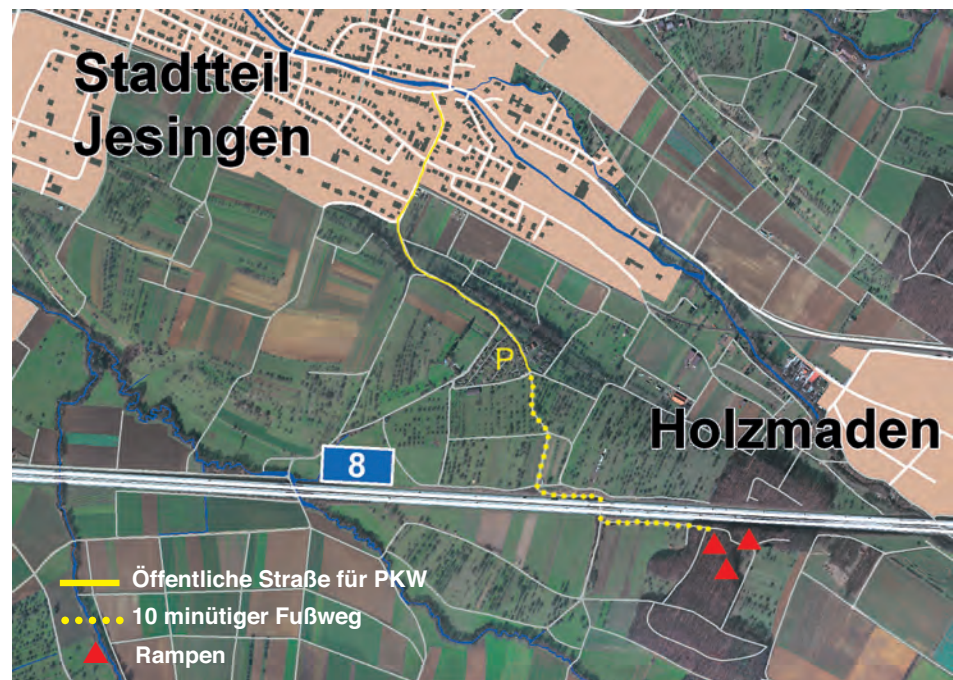 Stadtteil
Jesingen
P
Holzmaden
8
Öffentliche Straße für PKW
10 minütiger Fußweg
Rampen